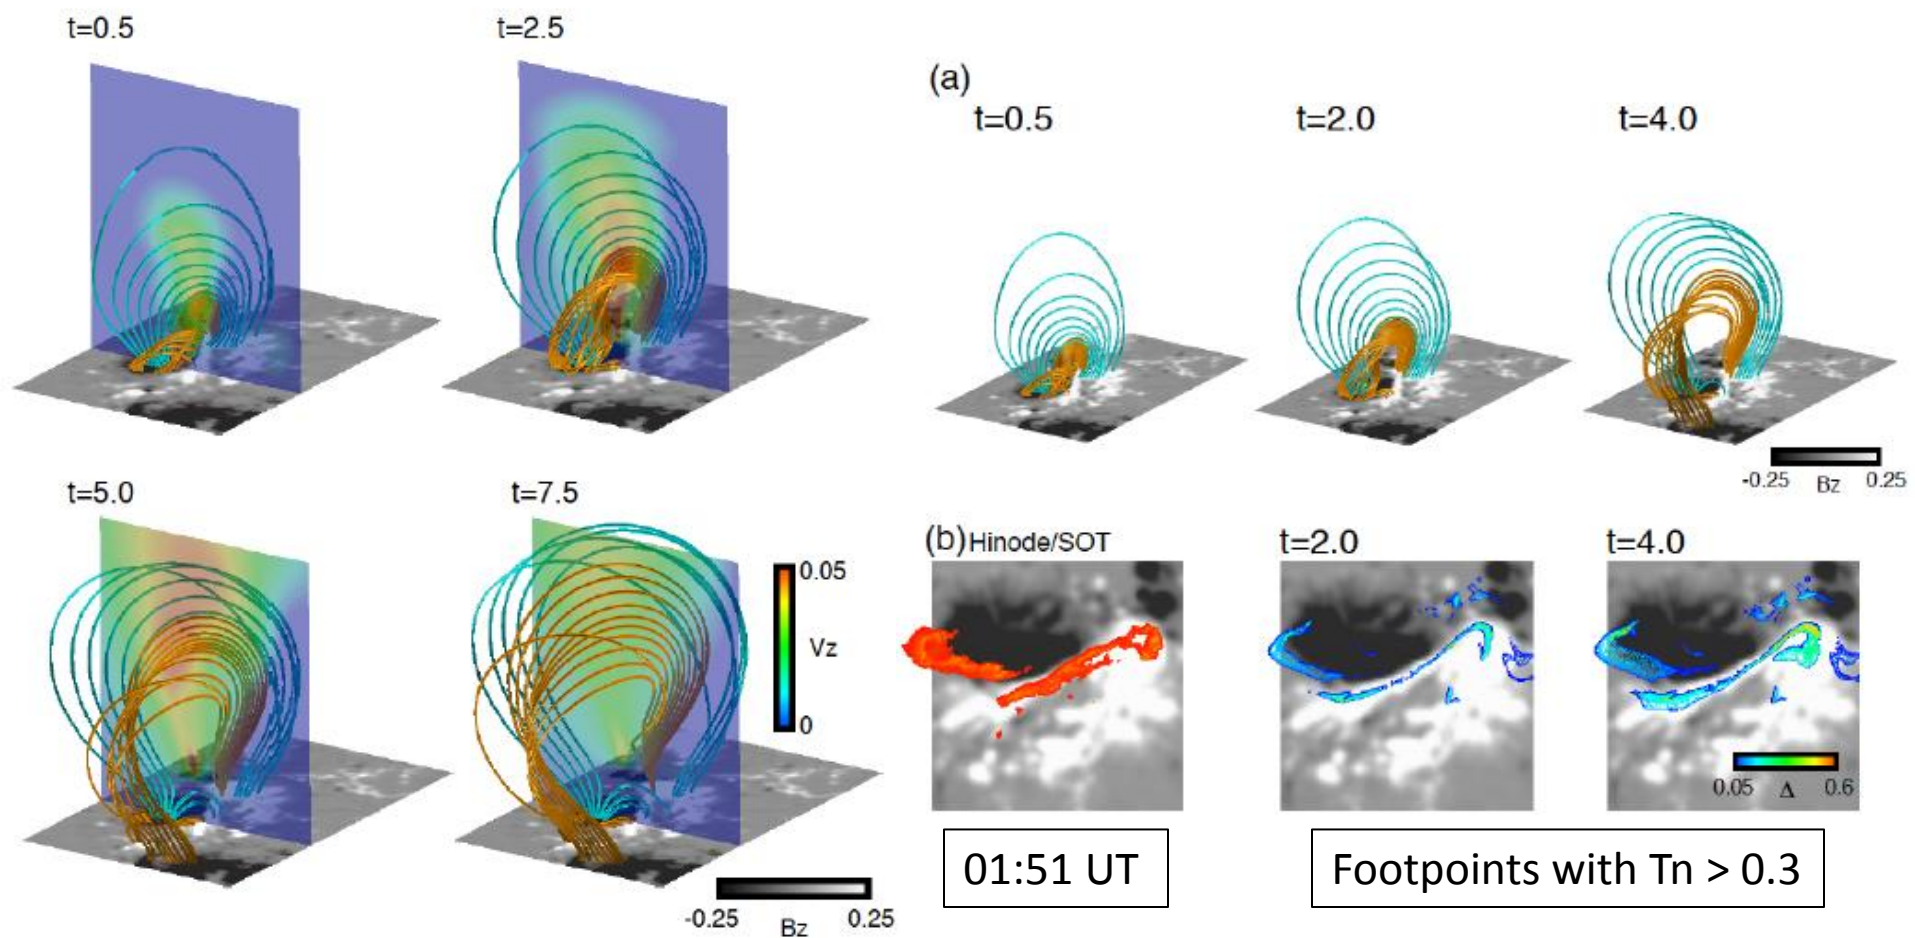 t=0.5
t=2.5
t=5.0
t=7.5
0.05
Vz
0
-0.25 Bz 0.25
(a)
t=0.5 t=2.0 t=4.0
-0.25 Bz 0.25
(b) Hinode/SOT t=2.0 t=4.0
0.05 Δ 0.6
01:51 UT
Footpoints with Tn > 0.3